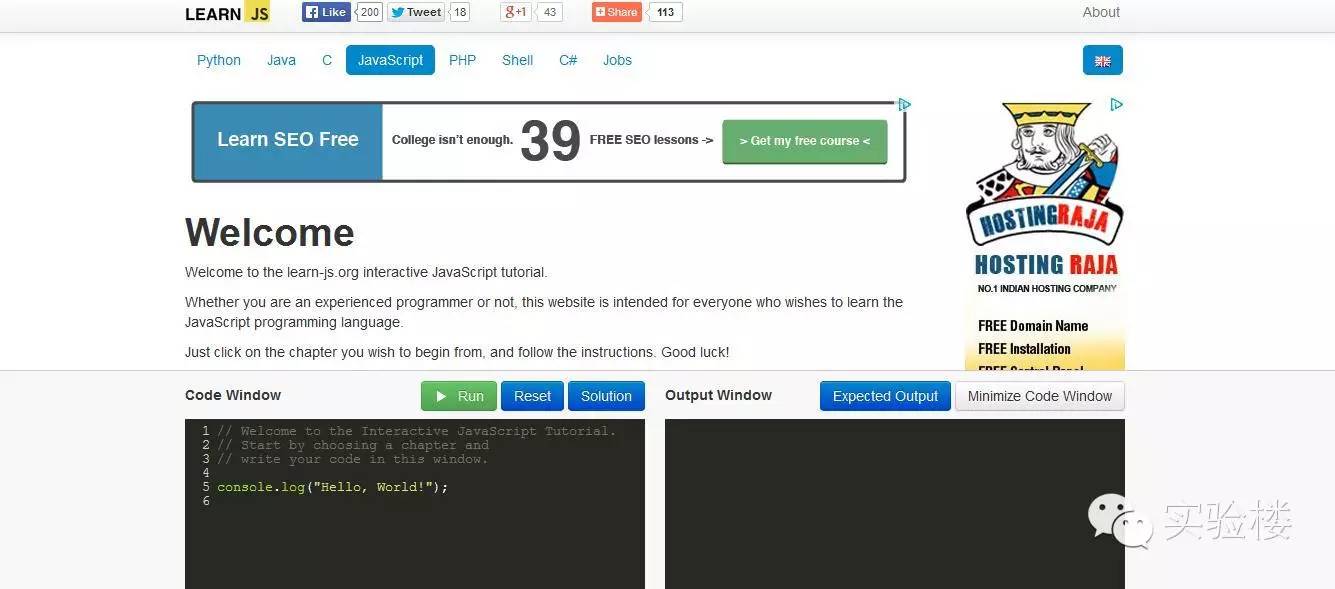 LEARN JS Like 200 Tweet 18 g+1 43 Share 113 About
Python Java C JavaScript PHP Shell C# Jobs
Learn SEO Free College isn't enough. 39 FREE SEO lessons -> > Get my free course <
HOSTINGRAJA
HOSTING RAJA
NO.1 INDIAN HOSTING COMPANY
FREE Domain Name
FREE Installation
FREE Control Panel
Welcome
Welcome to the learn-js.org interactive JavaScript tutorial.
Whether you are an experienced programmer or not, this website is intended for everyone who wishes to learn the
JavaScript programming language.
Just click on the chapter you wish to begin from, and follow the instructions. Good luck!
Code Window Run Reset Solution Output Window Expected Output Minimize Code Window
1 // Welcome to the Interactive JavaScript Tutorial.
2 // Start by choosing a chapter and
3 // write your code in this window.
4
5 console.log("Hello, World!");
6
实验楼